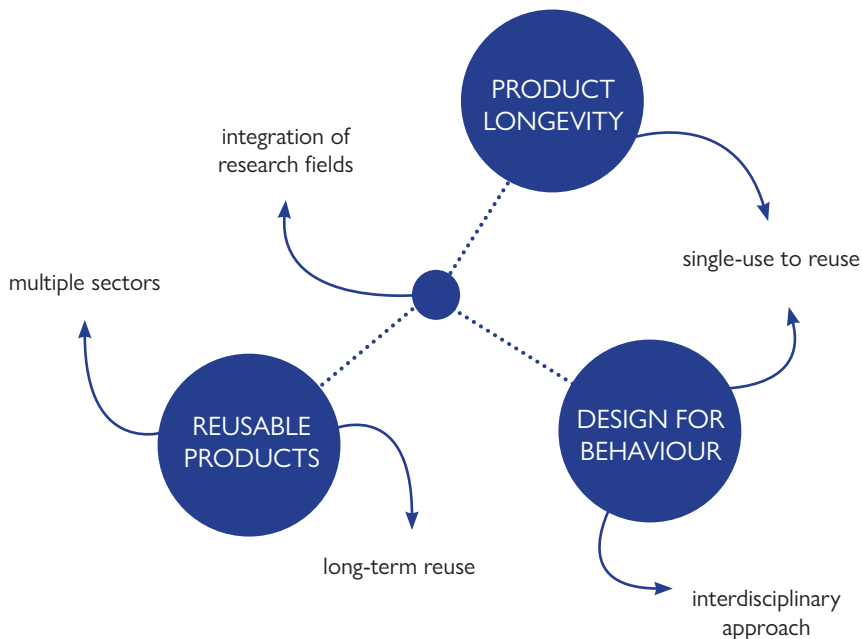 PRODUCT
LONGEVITY
integration of
research fields
single-use to reuse
multiple sectors
REUSABLE
PRODUCTS
DESIGN FOR
BEHAVIOUR
long-term reuse
interdisciplinary
approach